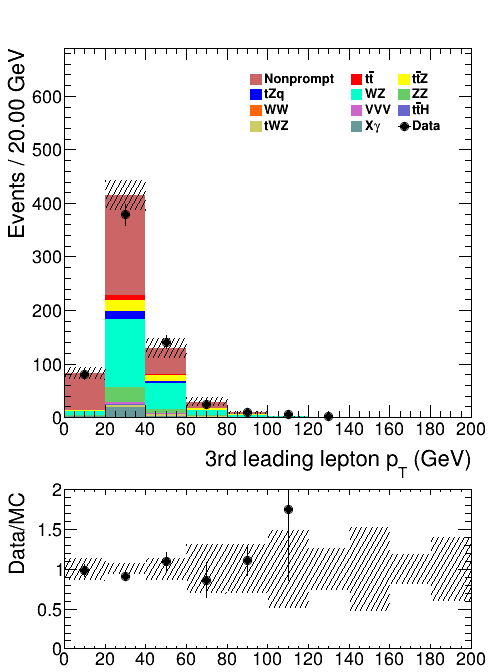 Events / 20.00 GeV
600
500
400
300
200
100
0
Nonprompt tt̄ tt̄Z
tZq WZ ZZ
WW VVV tt̄H
tWZ Xγ Data
0 20 40 60 80 100 120 140 160 180 200
3rd leading lepton p_T (GeV)
Data/MC
2
1.5
1
0.5
0
0 20 40 60 80 100 120 140 160 180 200